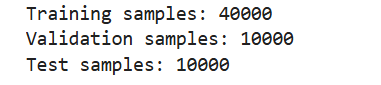 Training samples: 40000
Validation samples: 10000
Test samples: 10000